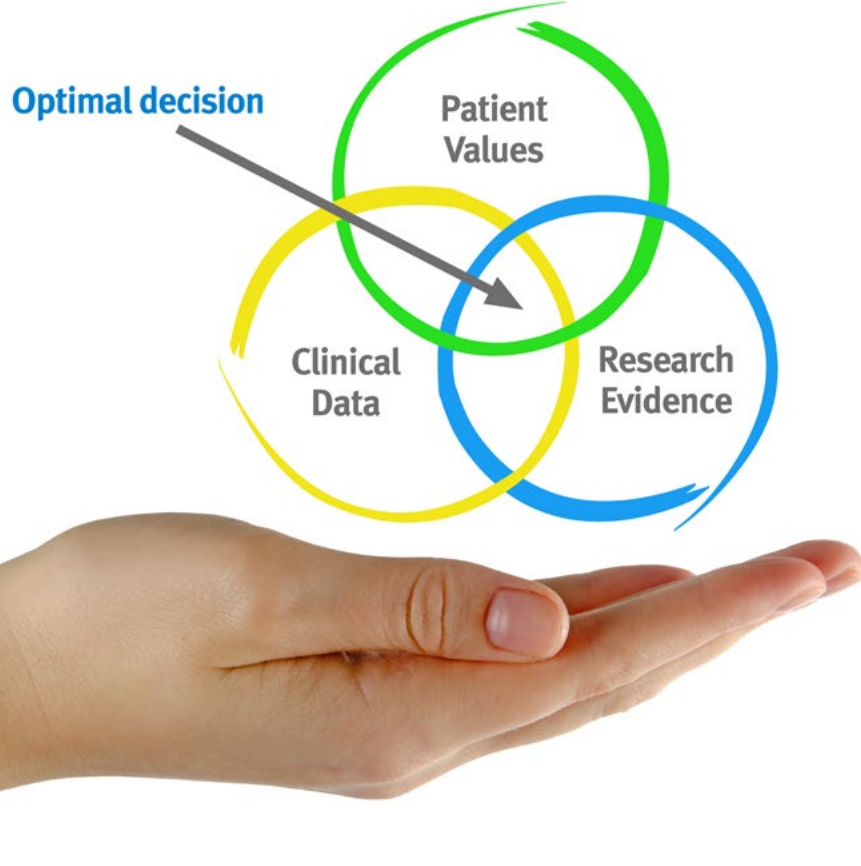 Optimal decision
Patient
Values
Clinical
Data
Research
Evidence